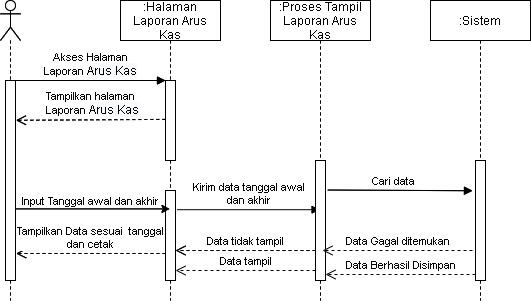 :Halaman
Laporan Arus
Kas
:Proses Tampil
Laporan Arus
Kas
:Sistem
Akses Halaman
Laporan Arus Kas
Tampilkan halaman
Laporan Arus Kas
Input Tanggal awal dan akhir
Kirim data tanggal awal
dan akhir
Cari data
Tampilkan Data sesuai tanggal
dan cetak
Data tidak tampil
Data Gagal ditemukan
Data tampil
Data Berhasil Disimpan